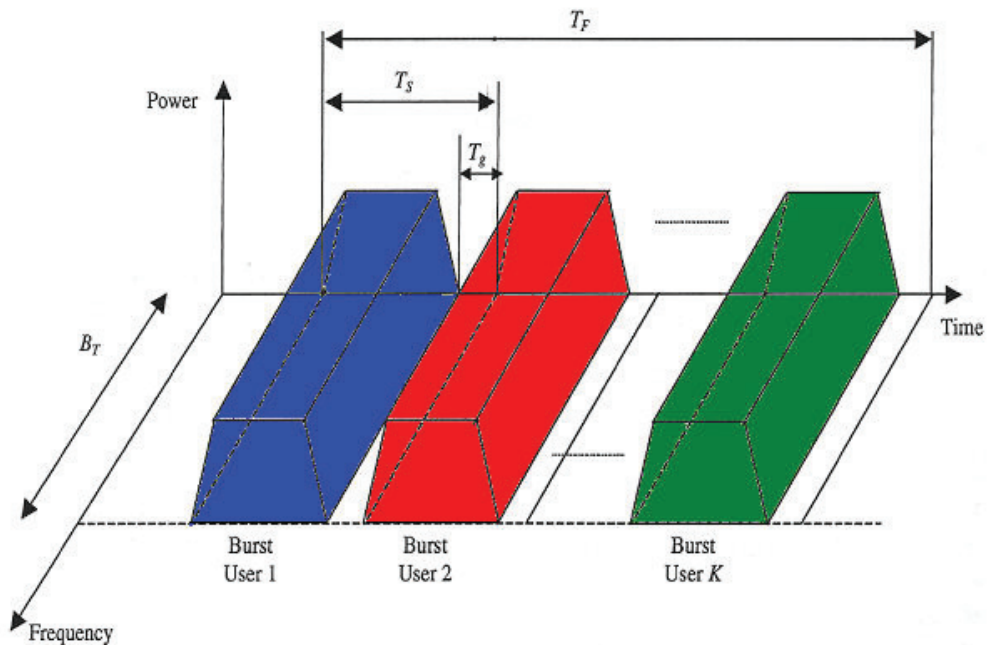 T_F
T_S
Power
T_g
B_T
Time
Burst
User 1
Burst
User 2
Burst
User K
Frequency